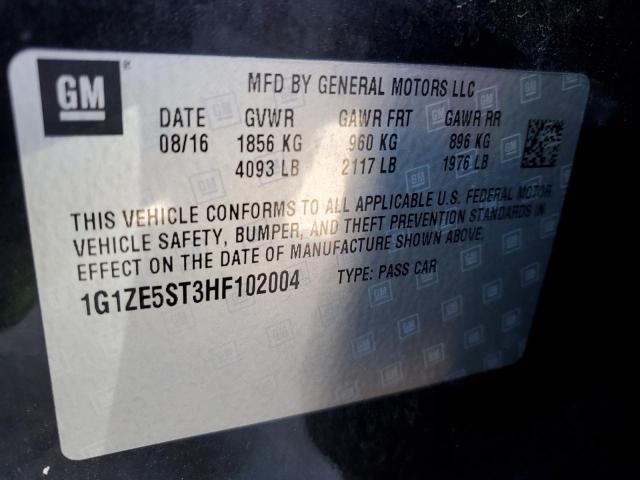 GM
MFD BY GENERAL MOTORS LLC
DATE GVWR GAWR FRT GAWR RR
08/16 1856 KG 960 KG 896 KG
4093 LB 2117 LB 1976 LB
THIS VEHICLE CONFORMS TO ALL APPLICABLE U.S. FEDERAL MOTOR
VEHICLE SAFETY, BUMPER, AND THEFT PREVENTION STANDARDS IN
EFFECT ON THE DATE OF MANUFACTURE SHOWN ABOVE.
1G1ZE5ST3HF102004 TYPE: PASS CAR